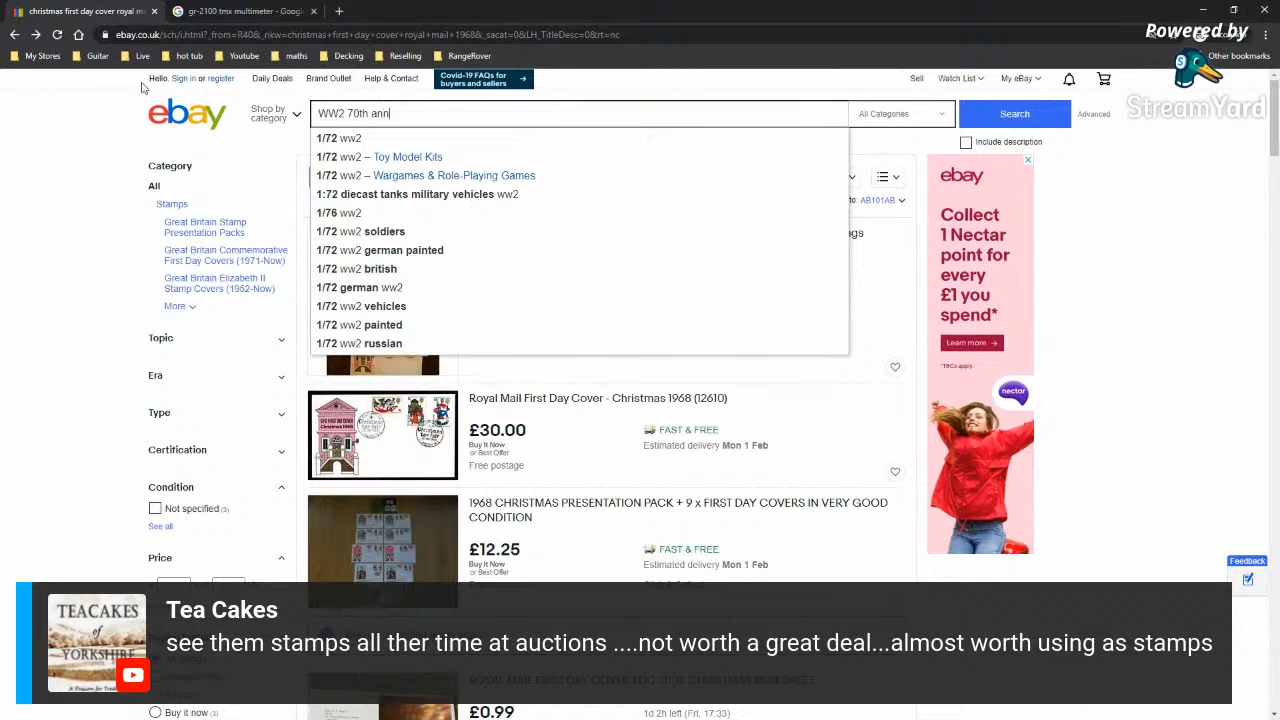 christmas first day cover royal m
gr-2100 tmultimeter - Google
ebay.co.uk/sch/i.html?_from=R40&_nkw=christmas+first+day+cover+royal+mail+1968&_sacat=0&LH_TitleDesc=0&rt=nc
Powered by
My Stores
Guitar
Live
Reselling
Youtube
maths
Decking
RangeRover
Other bookmarks
StreamYard
Hello. Sign in or register
Daily Deals
Brand Outlet
Help & Contact
Covid-19 FAQs for
buyers and sellers
Sell
Watch List
My eBay
ebay
Shop by
category
WW2 70th ann
All Categories
Search
Advanced
Include description
1/72 ww2
1/72 ww2 – Toy Model Kits
1/72 ww2 – Wargames & Role-Playing Games
1:72 diecast tanks military vehicles ww2
1/76 ww2
1/72 ww2 soldiers
1/72 ww2 german painted
1/72 ww2 british
1/72 german ww2
1/72 ww2 vehicles
1/72 ww2 painted
1/72 ww2 russian
to: AB101AB
ngs
Category
All
Stamps
Great Britain Stamp
Presentation Packs
Great Britain Commemorative
First Day Covers (1971-Now)
Great Britain Elizabeth II
Stamp Covers (1952-Now)
More
Topic
Era
Type
Certification
Condition
Not specified (3)
See all
Price
Buy it now (3)
Royal Mail First Day Cover - Christmas 1968 (12610)
£30.00
Buy It Now
or Best Offer
Free postage
FAST & FREE
Estimated delivery Mon 1 Feb
1968 CHRISTMAS PRESENTATION PACK + 9 x FIRST DAY COVERS IN VERY GOOD
CONDITION
£12.25
Buy It Now
or Best Offer
FAST & FREE
Estimated delivery Mon 1 Feb
£0.99
1d 2h left (Fri, 17:33)
ebay
Collect
1 Nectar
point for
every
£1 you
spend*
Learn more
*T&Cs apply.
nectar
Feedback
TEACAKES
of
YORKSHIRE
Tea Cakes
see them stamps all ther time at auctions ....not worth a great deal...almost worth using as stamps